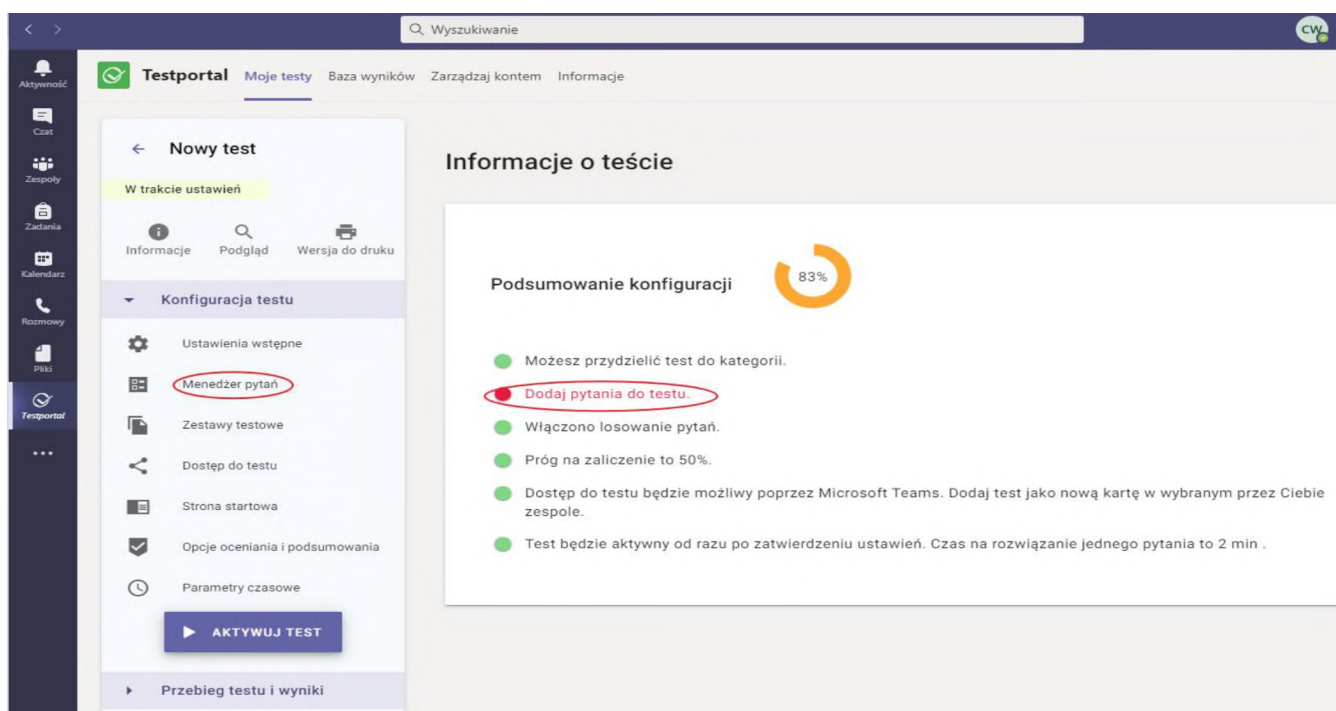 Wyszukiwanie
CW
Aktywność
Czat
Zespoły
Zadania
Kalendarz
Rozmowy
Pliki
Testportal
Testportal Moje testy Baza wyników Zarządzaj kontem Informacje
Nowy test
W trakcie ustawień
Informacje Podgląd Wersja do druku
Konfiguracja testu
Ustawienia wstępne
Menedżer pytań
Zestawy testowe
Dostęp do testu
Strona startowa
Opcje oceniania i podsumowania
Parametry czasowe
AKTYWUJ TEST
Przebieg testu i wyniki
Informacje o teście
Podsumowanie konfiguracji 83%
Możesz przydzielić test do kategorii.
Dodaj pytania do testu.
Włączono losowanie pytań.
Próg na zaliczenie to 50%.
Dostęp do testu będzie możliwy poprzez Microsoft Teams. Dodaj test jako nową kartę w wybranym przez Ciebie
zespole.
Test będzie aktywny od razu po zatwierdzeniu ustawień. Czas na rozwiązanie jednego pytania to 2 min .